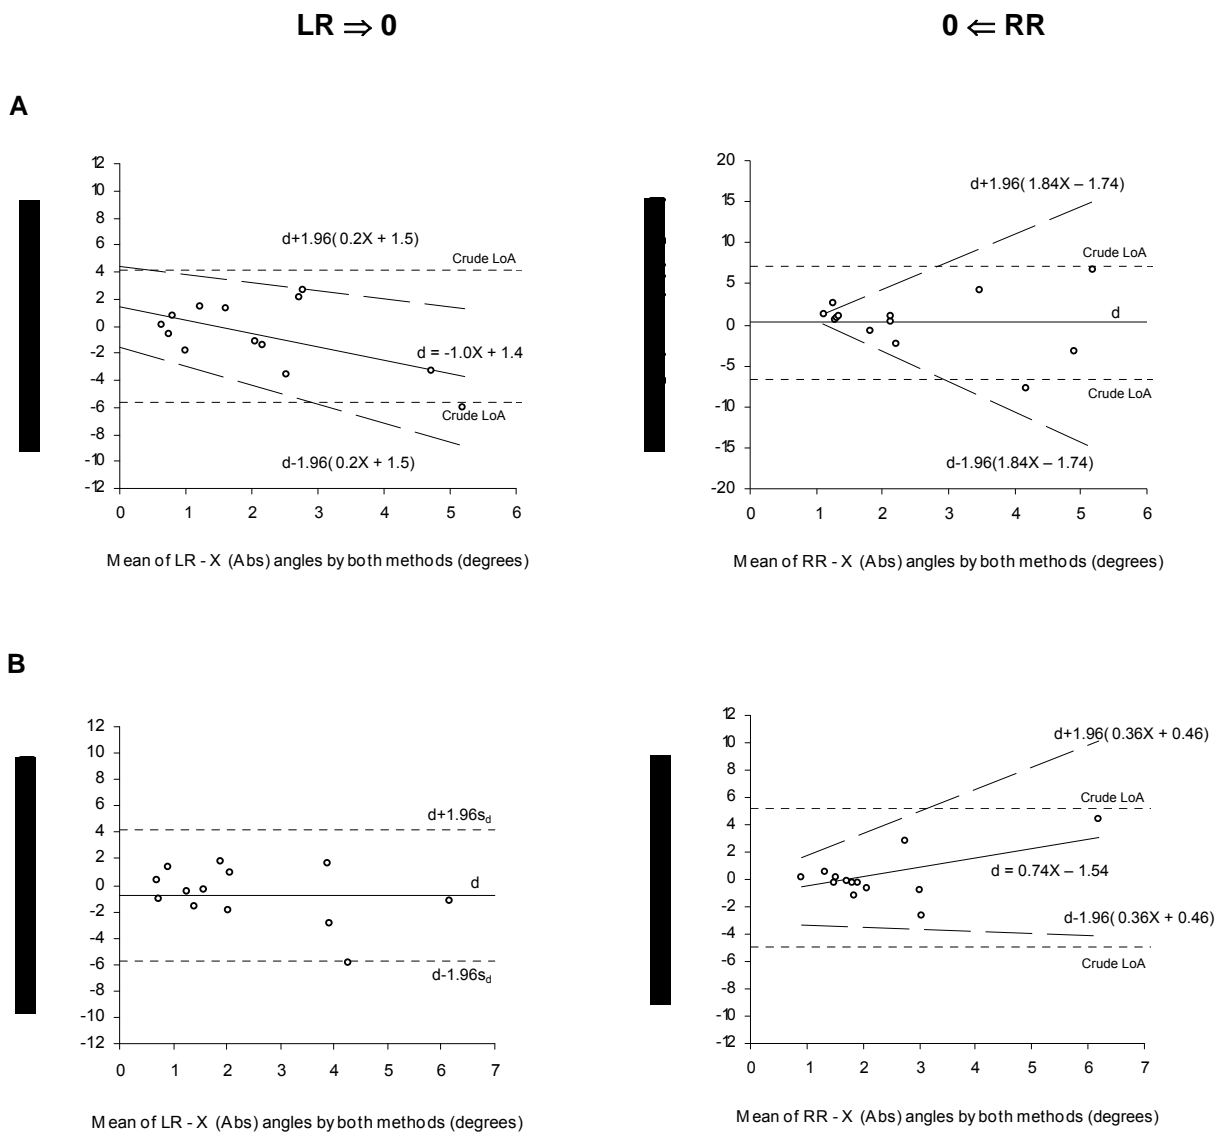 LR ⇒ 0
0 ⇐ RR
A
12
10
8
6
4
2
0
-2
-4
-6
-8
-10
-12
d+1.96(0.2X + 1.5)
Crude LoA
d = -1.0X + 1.4
Crude LoA
d-1.96(0.2X + 1.5)
0 1 2 3 4 5 6
Mean of LR - X (Abs) angles by both methods (degrees)
20
15
10
5
0
-5
-10
-15
-20
d+1.96(1.84X – 1.74)
Crude LoA
d
Crude LoA
d-1.96(1.84X – 1.74)
0 1 2 3 4 5 6
Mean of RR - X (Abs) angles by both methods (degrees)
B
12
10
8
6
4
2
0
-2
-4
-6
-8
-10
-12
d+1.96s_d
d
d-1.96s_d
0 1 2 3 4 5 6 7
Mean of LR - X (Abs) angles by both methods (degrees)
12
10
8
6
4
2
0
-2
-4
-6
-8
-10
-12
d+1.96(0.36X + 0.46)
Crude LoA
d = 0.74X – 1.54
d-1.96(0.36X + 0.46)
Crude LoA
0 1 2 3 4 5 6 7
Mean of RR - X (Abs) angles by both methods (degrees)